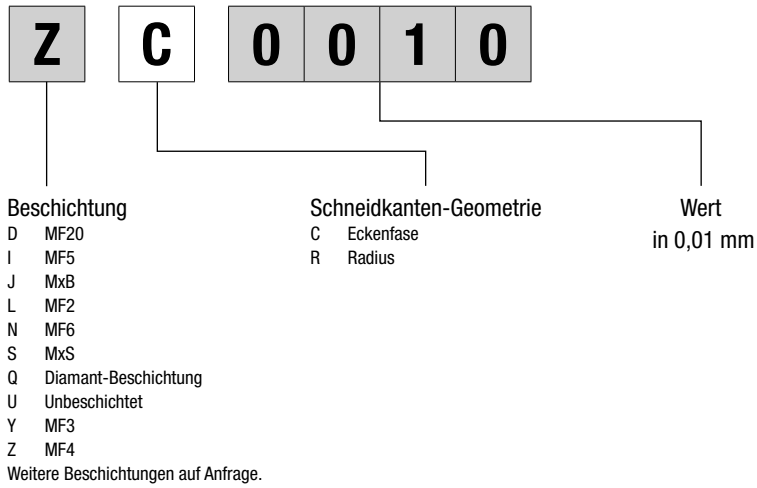 Z C 0 0 1 0
Beschichtung
D MF20
I MF5
J MxB
L MF2
N MF6
S MxS
Q Diamant-Beschichtung
U Unbeschichtet
Y MF3
Z MF4
Weitere Beschichtungen auf Anfrage.
Schneidkanten-Geometrie
C Eckenfase
R Radius
Wert
in 0,01 mm